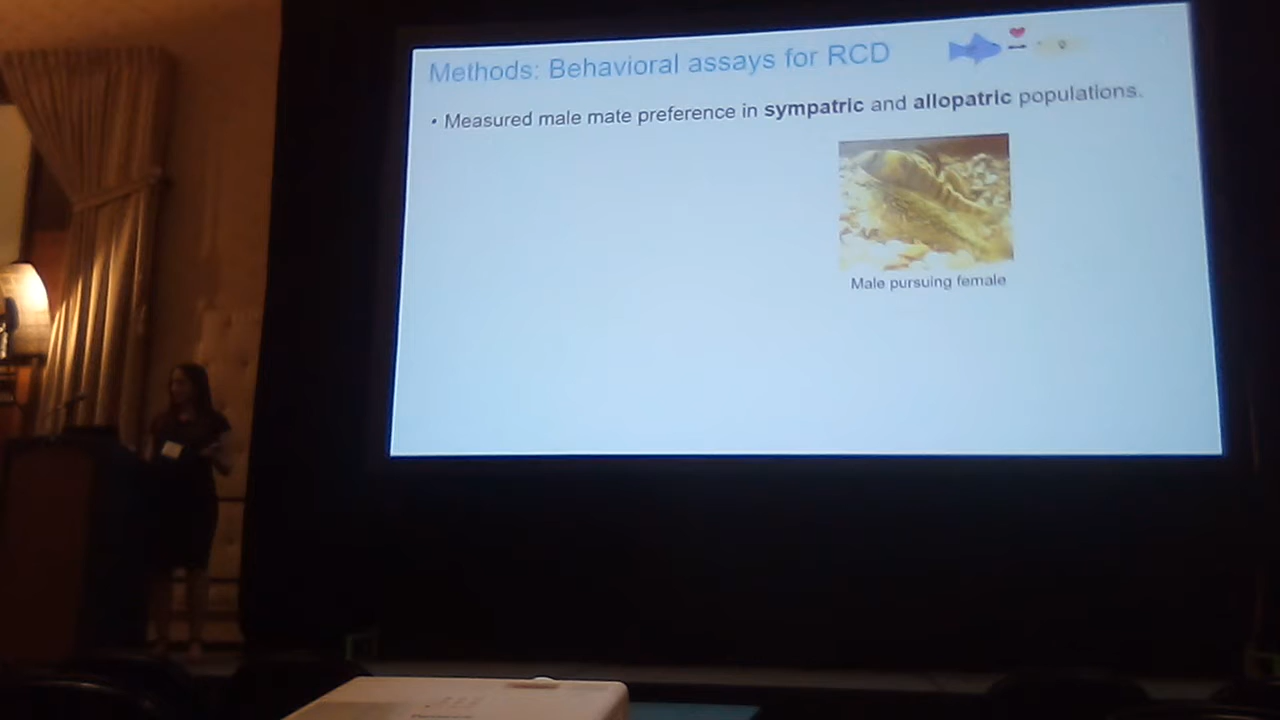 Methods: Behavioral assays for RCD
• Measured male mate preference in sympatric and allopatric populations.
Male pursuing female